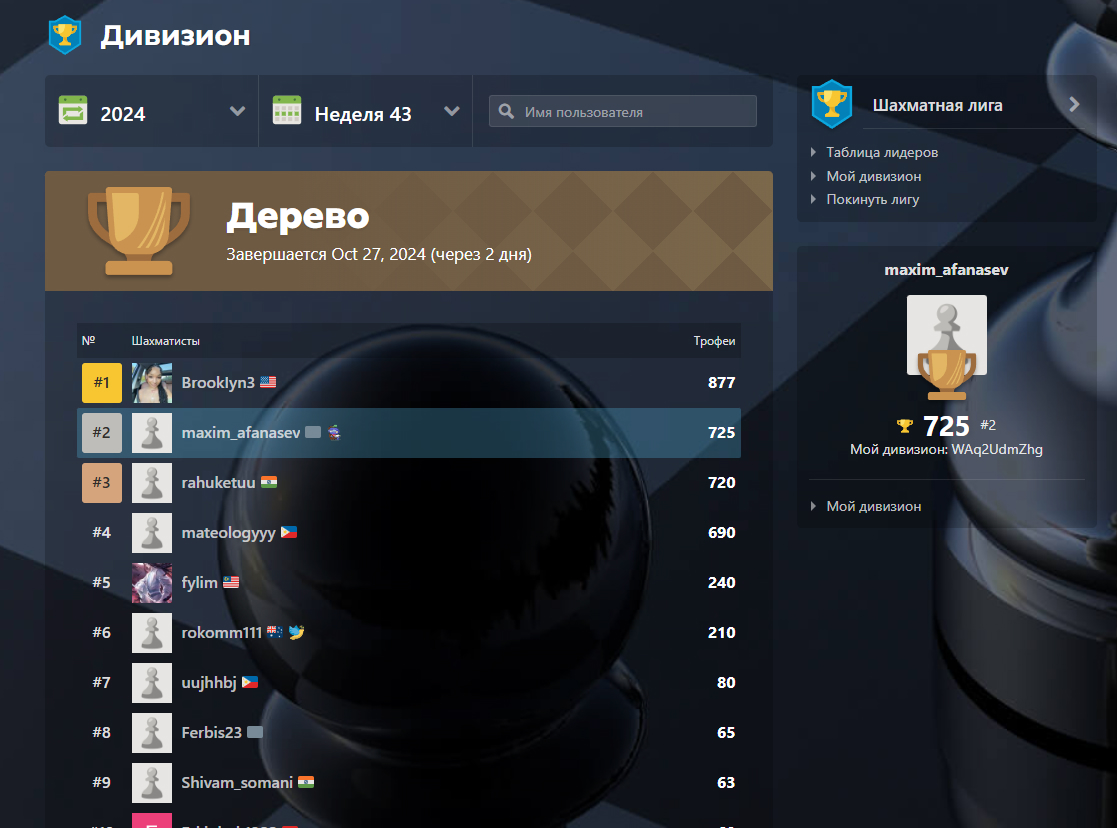 Дивизион
2024
Неделя 43
Имя пользователя
Дерево
Завершается Oct 27, 2024 (через 2 дня)
№ Шахматисты Трофеи
#1 Brooklyn3 877
#2 maxim_afanasev 725
#3 rahuketuu 720
#4 mateologyyy 690
#5 fylim 240
#6 rokomm111 210
#7 uujhhbj 80
#8 Ferbis23 65
#9 Shivam_somani 63
Шахматная лига
Таблица лидеров
Мой дивизион
Покинуть лигу
maxim_afanasev
725 #2
Мой дивизион: WAq2UdmZhg
Мой дивизион